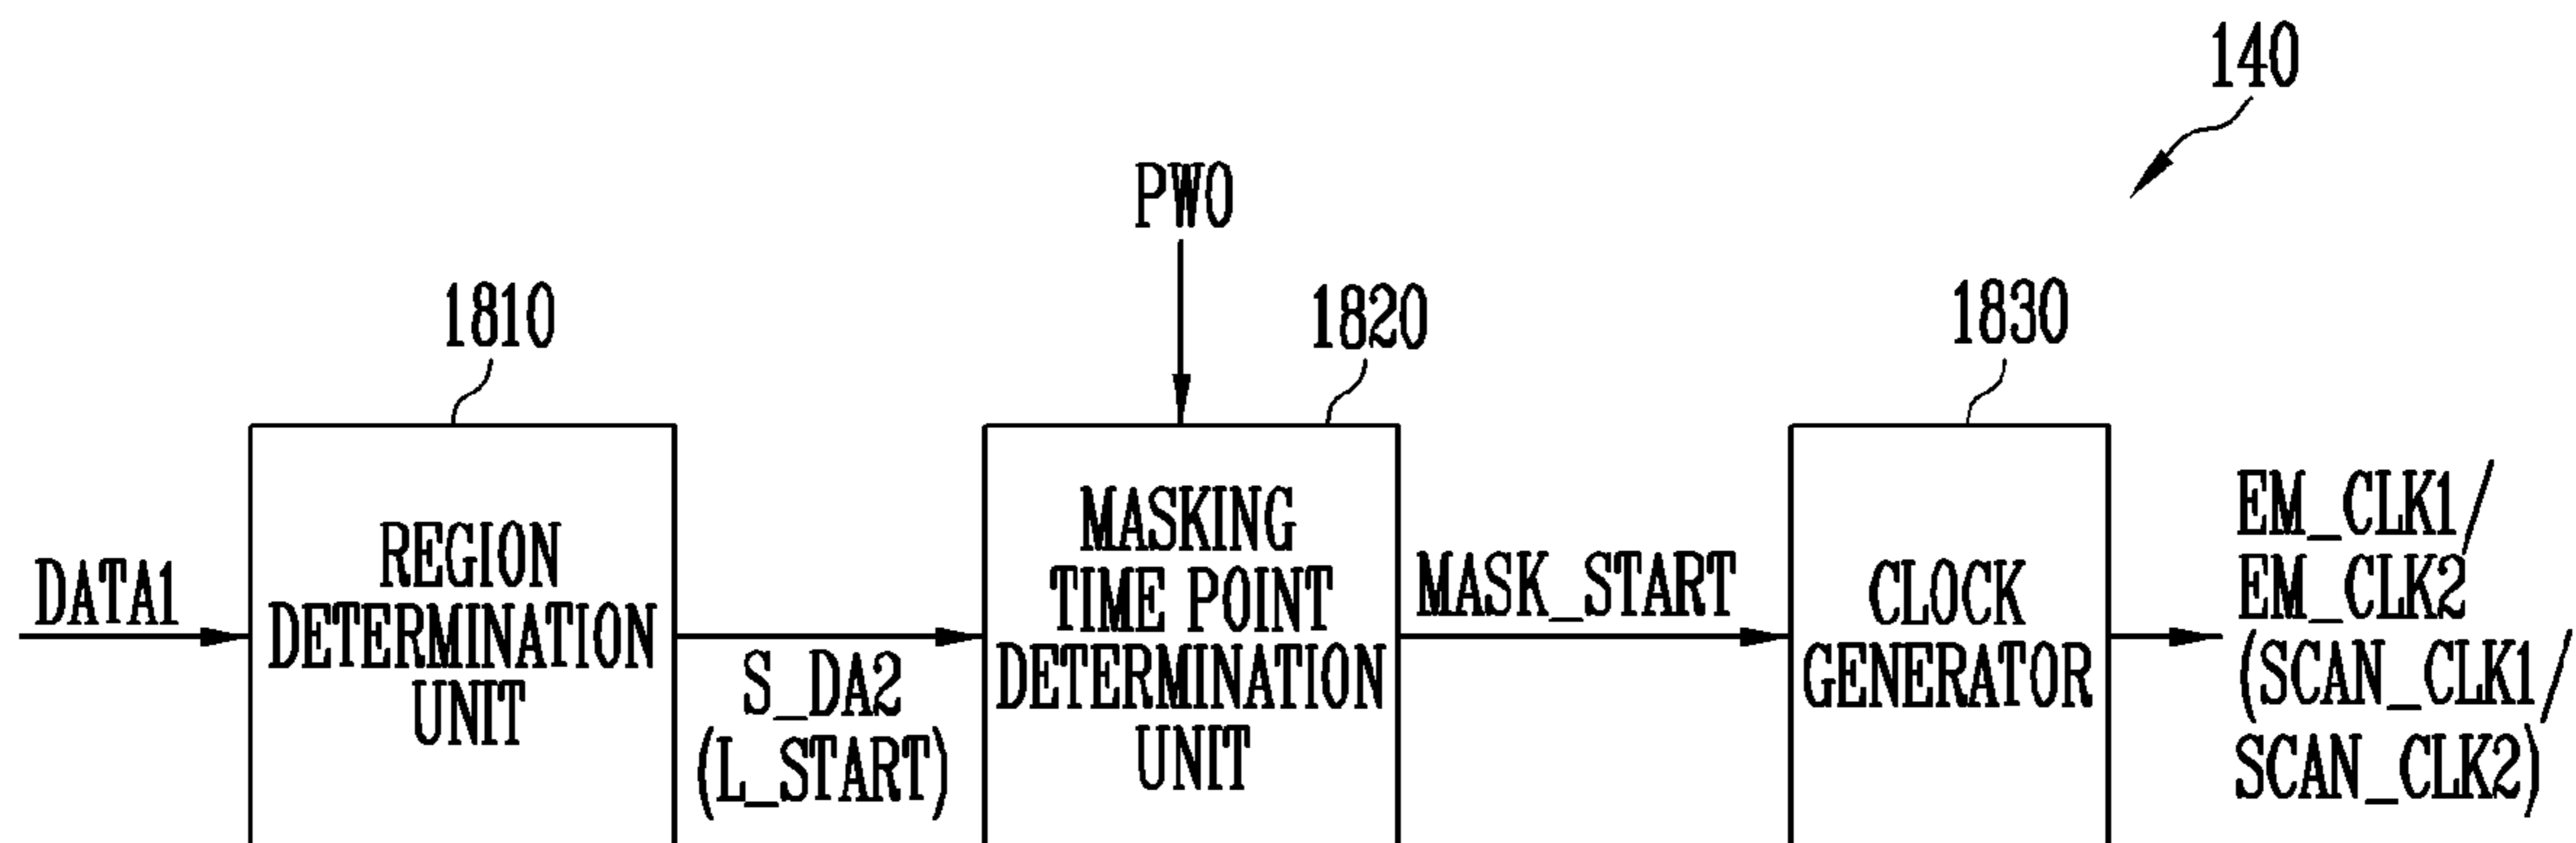 140
PW0
1810
1820
1830
DATA1
REGION
DETERMINATION
UNIT
S_DA2
(L_START)
MASKING
TIME POINT
DETERMINATION
UNIT
MASK_START
CLOCK
GENERATOR
EM_CLK1/
EM_CLK2
(SCAN_CLK1/
SCAN_CLK2)